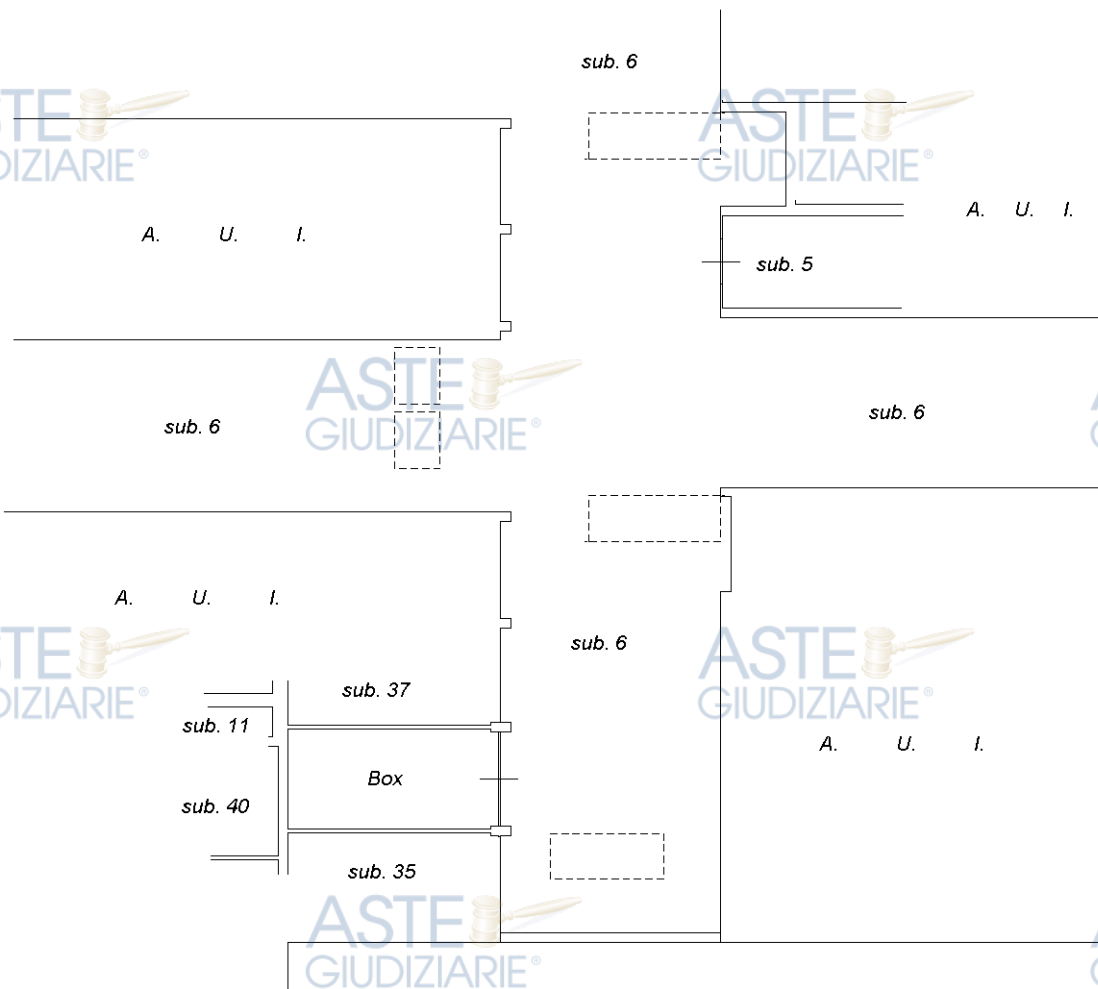 sub. 6
ASTE
GIUDIZIARIE®
A. U. I.
A. U. I.
sub. 5
ASTE
GIUDIZIARIE®
sub. 6
sub. 6
A. U. I.
sub. 6
ASTE
GIUDIZIARIE®
sub. 37
sub. 11
A. U. I.
Box
sub. 40
sub. 35
ASTE
GIUDIZIARIE®